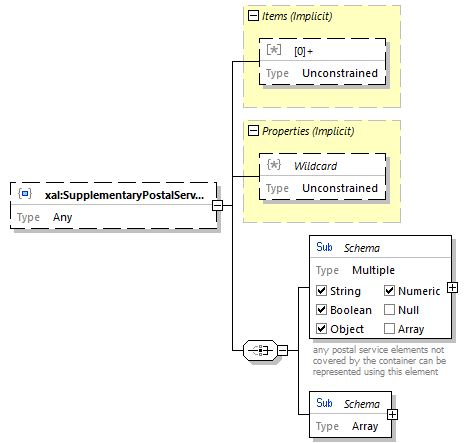 Items (Implicit)
[*] [0]+
Type Unconstrained
Properties (Implicit)
{*} Wildcard
Type Unconstrained
xal:SupplementaryPostalServ...
Type Any
Sub Schema
Type Multiple
String Numeric
Boolean Null
Object Array
any postal service elements not
covered by the container can be
represented using this element
Sub Schema
Type Array